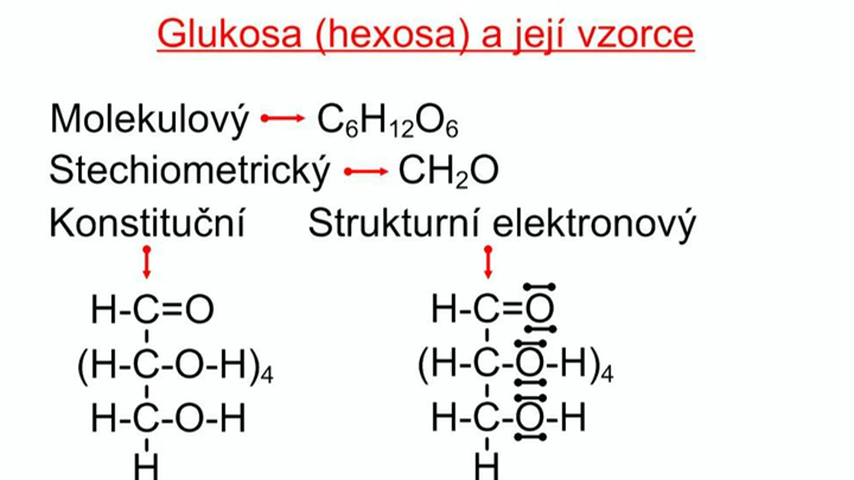 Glukosa (hexosa) a její vzorce
Molekulový C₆H₁₂O₆
Stechiometrický CH₂O
Konstituční Strukturní elektronový
H-C=O H-C=O
(H-C-O-H)₄ (H-C-O-H)₄
H-C-O-H H-C-O-H
H H